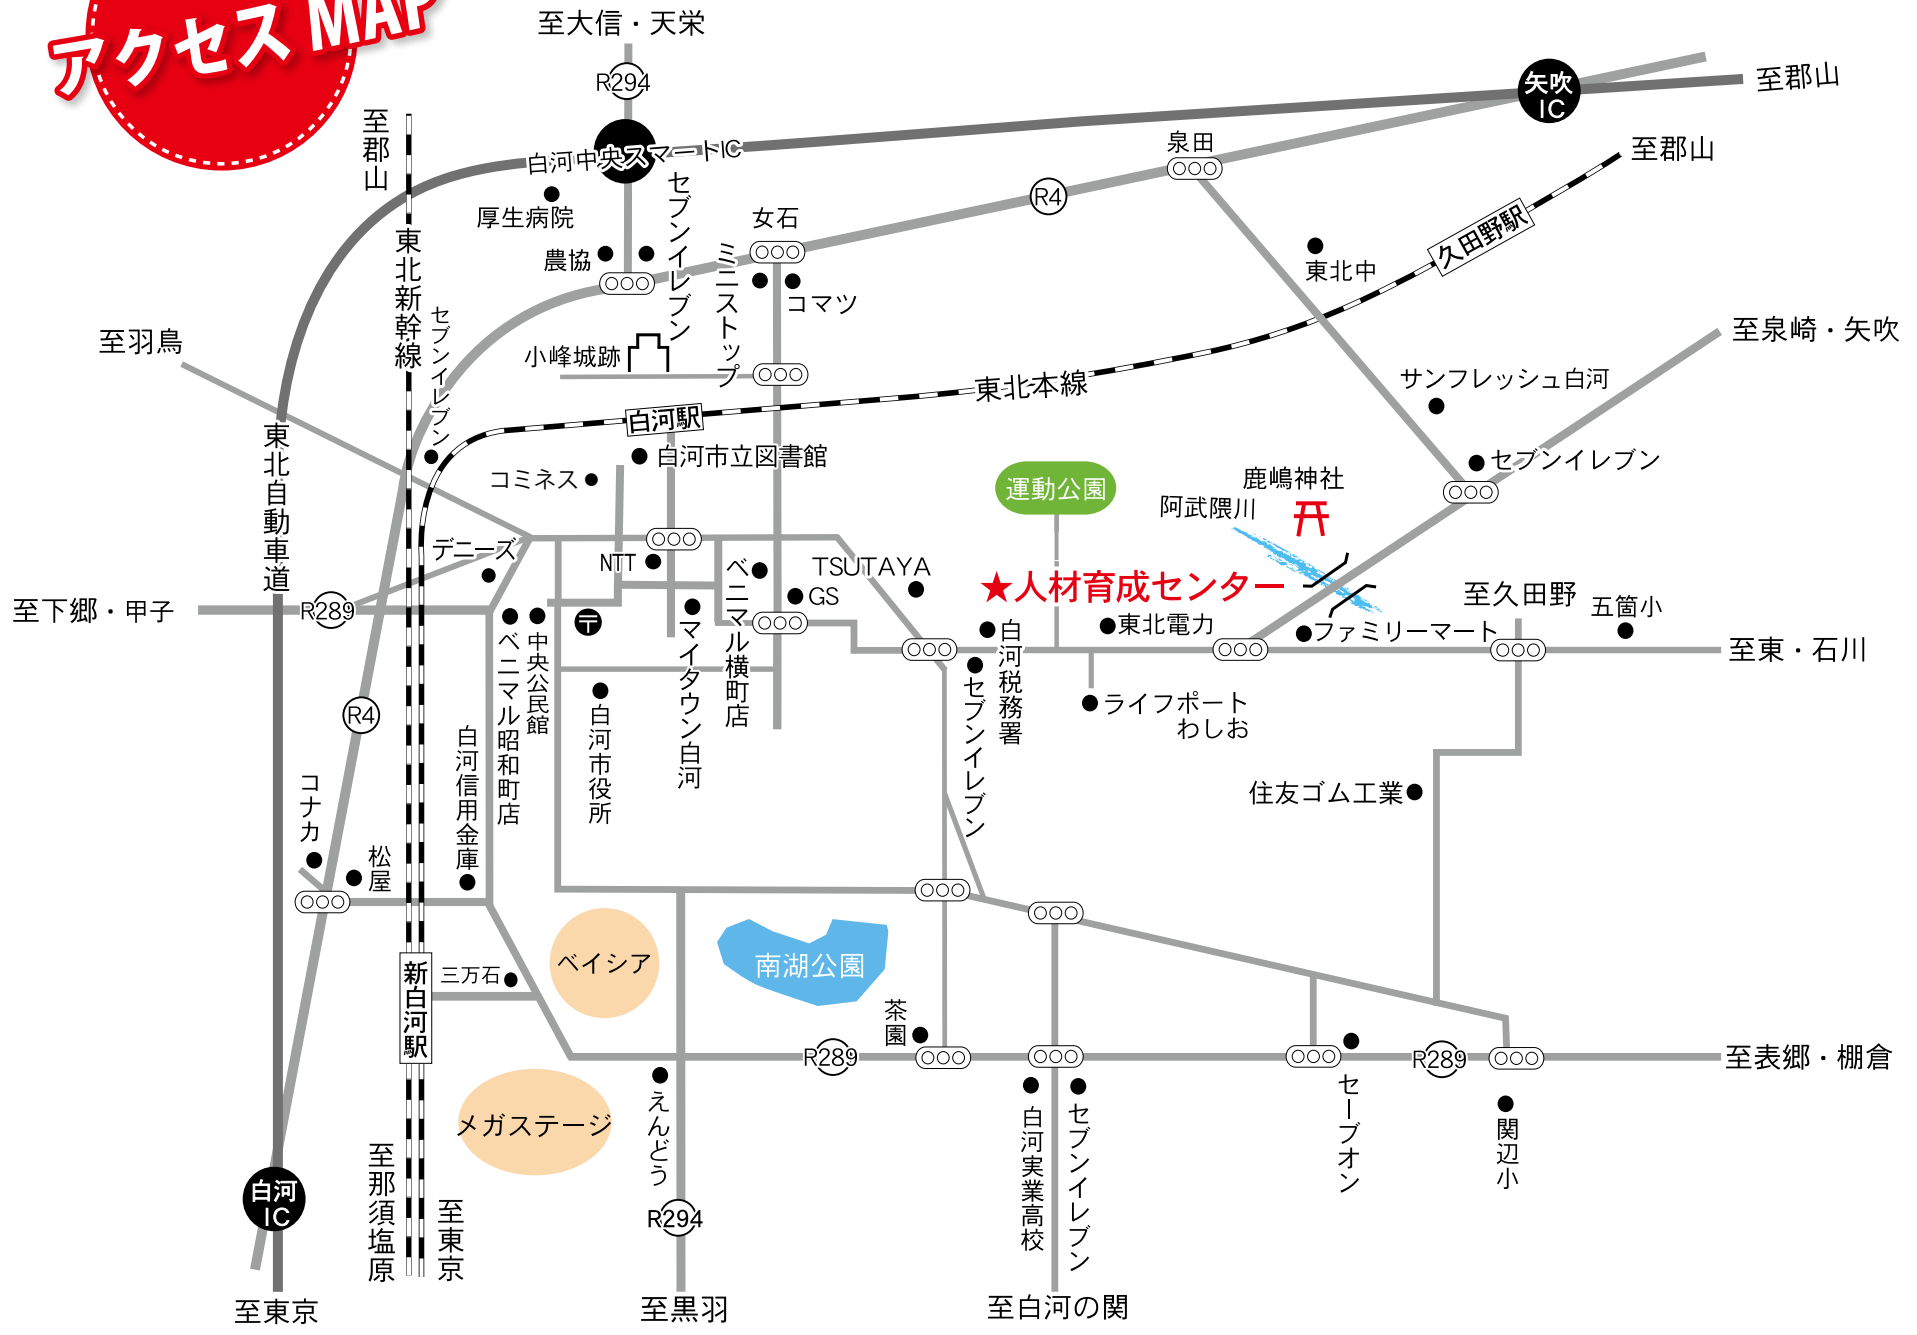 アクセス MAP
至大信・天栄
R294
白河中央スマートIC
矢吹
IC
至郡山
至郡山
泉田
至郡山
R4
久田野駅
厚生病院
農協
セブンイレブン
女石
ミニストップ
コマツ
東北中
東北新幹線
セブンイレブン
至羽鳥
小峰城跡
至泉崎・矢吹
東北本線
サンフレッシュ白河
白河駅
白河市立図書館
コミネス
セブンイレブン
東北自動車道
運動公園
鹿嶋神社
阿武隈川
デニーズ
NTT
ベニマル横町店
TSUTAYA
GS
★人材育成センター
至下郷・甲子
R289
〒
至久田野
五箇小
ベニマル昭和町店
中央公民館
マイタウン白河
白河税務署
東北電力
ファミリーマート
至東・石川
セブンイレブン
白河市役所
ライフポート
わしお
R4
白河信用金庫
コナカ
松屋
住友ゴム工業
新白河駅
三万石
ベイシア
南湖公園
茶園
R289
R289
至表郷・棚倉
メガステージ
えんどう
白河実業高校
セブンイレブン
セーブオン
関辺小
白河
IC
至那須塩原
至東京
R294
至東京
至黒羽
至白河の関